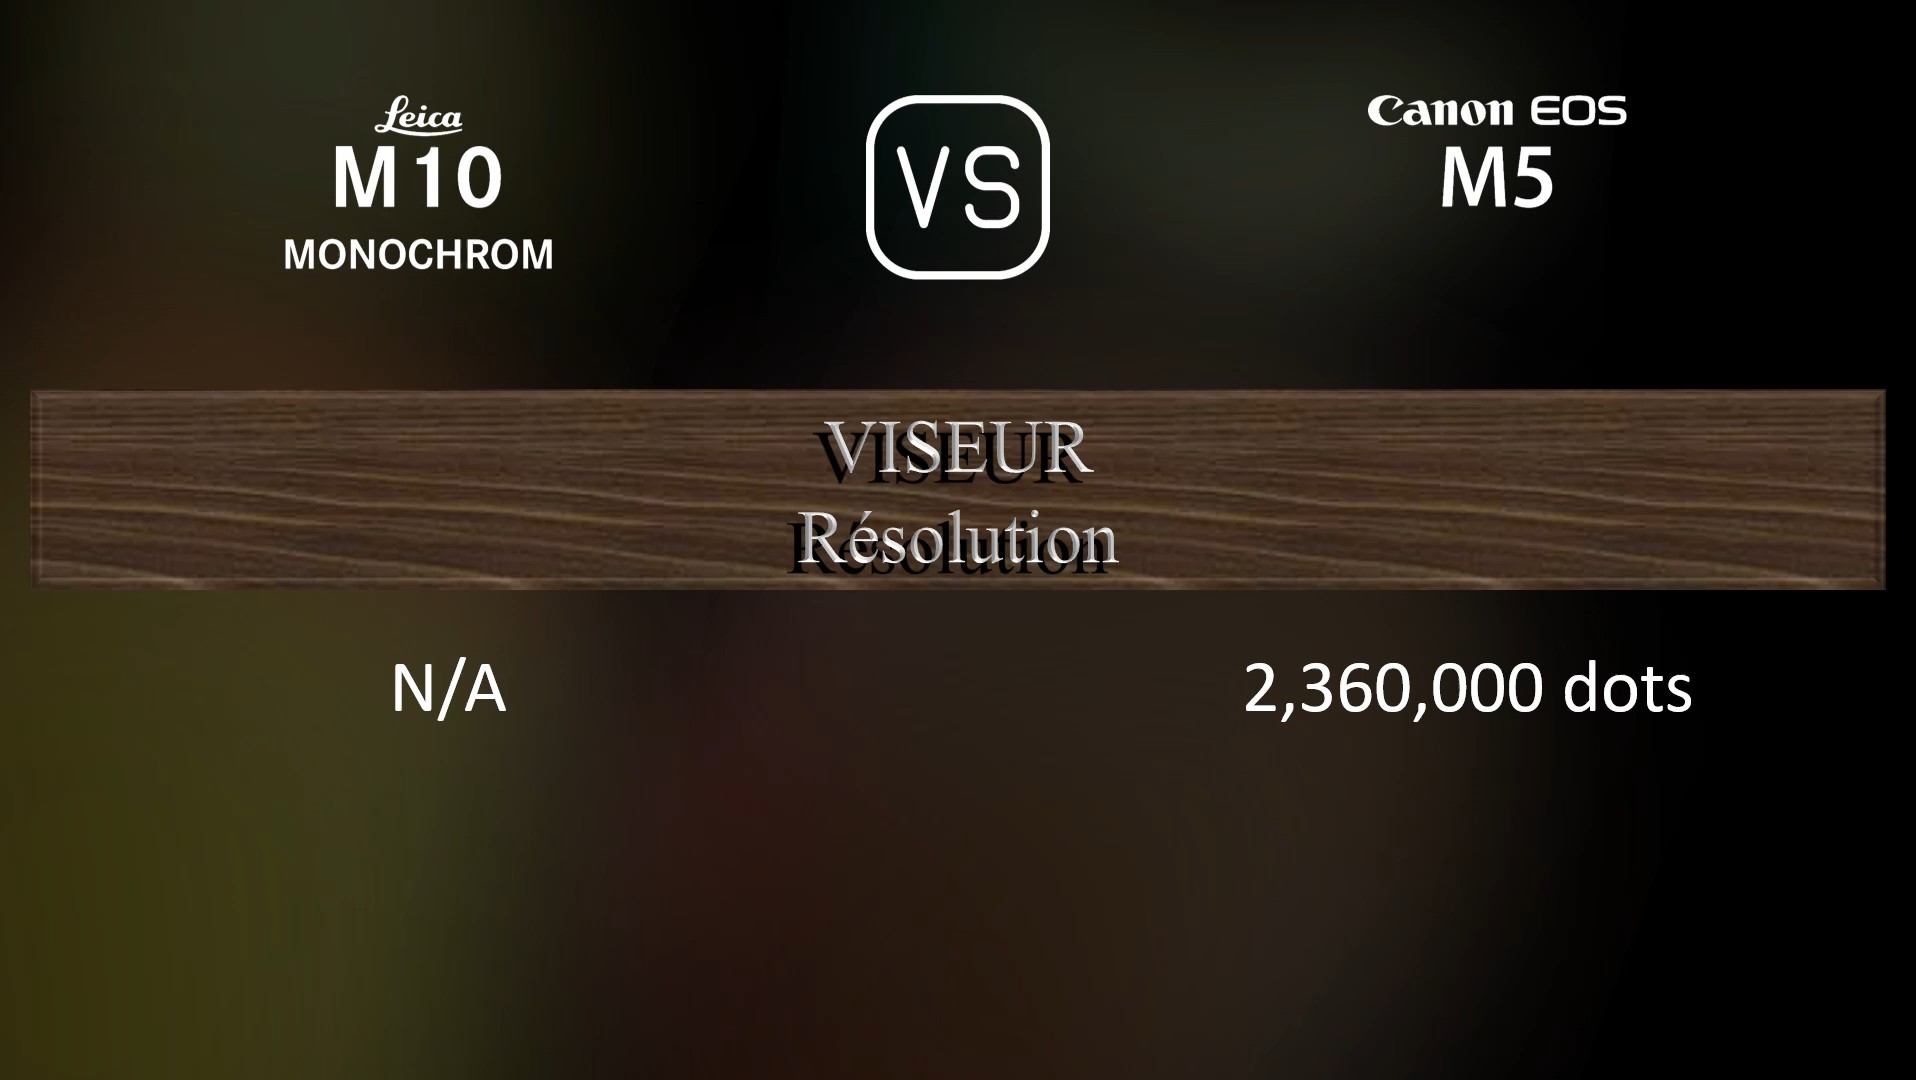 Leica
M10
MONOCHROM
VS
Canon EOS
M5
VISEUR
Résolution
N/A
2,360,000 dots